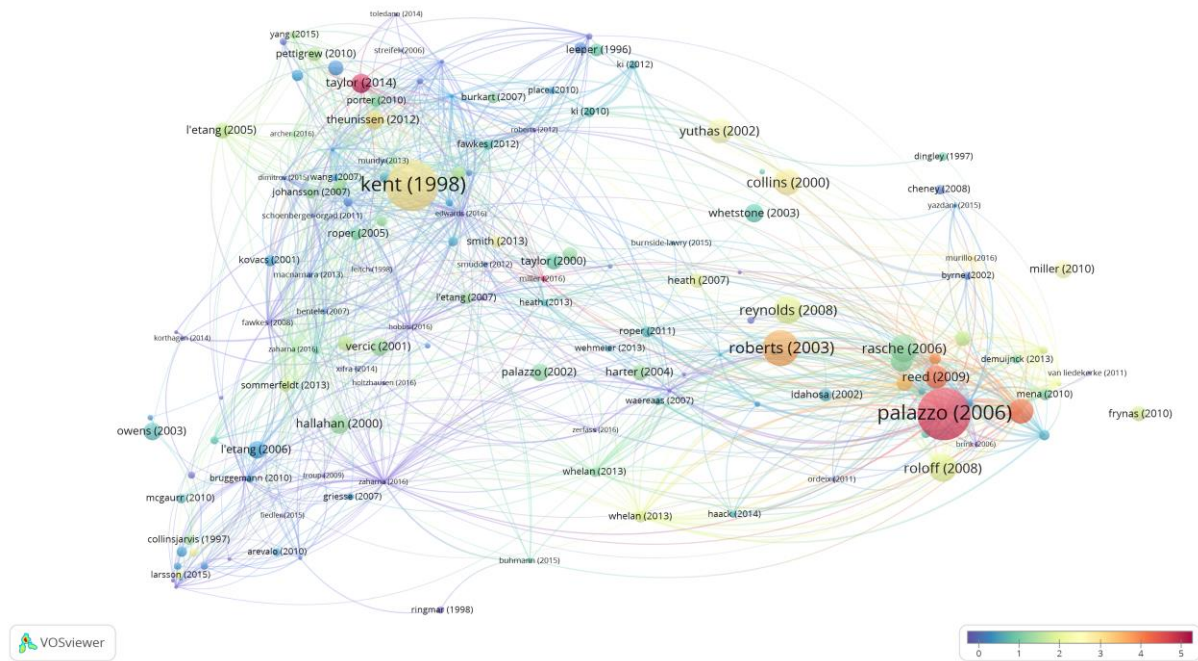 toledano (2014)
yang (2015)
streifel (2006)
leeper (1996)
pettigrew (2010)
ki (2012)
taylor (2014)
place (2010)
burkart (2007)
porter (2010)
ki (2010)
theunissen (2012)
l'etang (2005)
archer (2016)
roberts (2012)
yuthas (2002)
fawkes (2012)
mundy (2013)
dingley (1997)
dimitrov (2015)
wang (2007)
kent (1998)
collins (2000)
johansson (2007)
cheney (2008)
yazdani (2015)
schoenberger-orgad (2011)
edwards (2016)
whetstone (2003)
roper (2005)
smith (2013)
burnside-lawry (2015)
kovacs (2001)
taylor (2000)
murillo (2016)
smudde (2012)
feitch (1998)
miller (2010)
macnamara (2013)
byrne (2002)
miller (2016)
heath (2007)
l'etang (2007)
heath (2013)
bentele (2007)
reynolds (2008)
fawkes (2008)
hobbs (2016)
roper (2011)
korthagen (2014)
vercic (2001)
zaharna (2016)
wehmeier (2013)
roberts (2003)
rasche (2006)
demuijnck (2013)
xifra (2014)
palazzo (2002)
harter (2004)
reed (2009)
van liedekerke (2011)
sommerfeldt (2013)
holtzhausen (2016)
idahosa (2002)
mena (2010)
waeraas (2007)
palazzo (2006)
frynas (2010)
hallahan (2000)
owens (2003)
zerfass (2016)
brink (2006)
l'etang (2006)
roloff (2008)
whelan (2013)
bruggemann (2010)
troup (2009)
zaharna (2016)
ordeix (2011)
mcgaurr (2010)
griesse (2007)
fiedler (2015)
whelan (2013)
haack (2014)
collinsjarvis (1997)
arevalo (2010)
buhmann (2015)
larsson (2015)
ringmar (1998)
VOSviewer
0 1 2 3 4 5